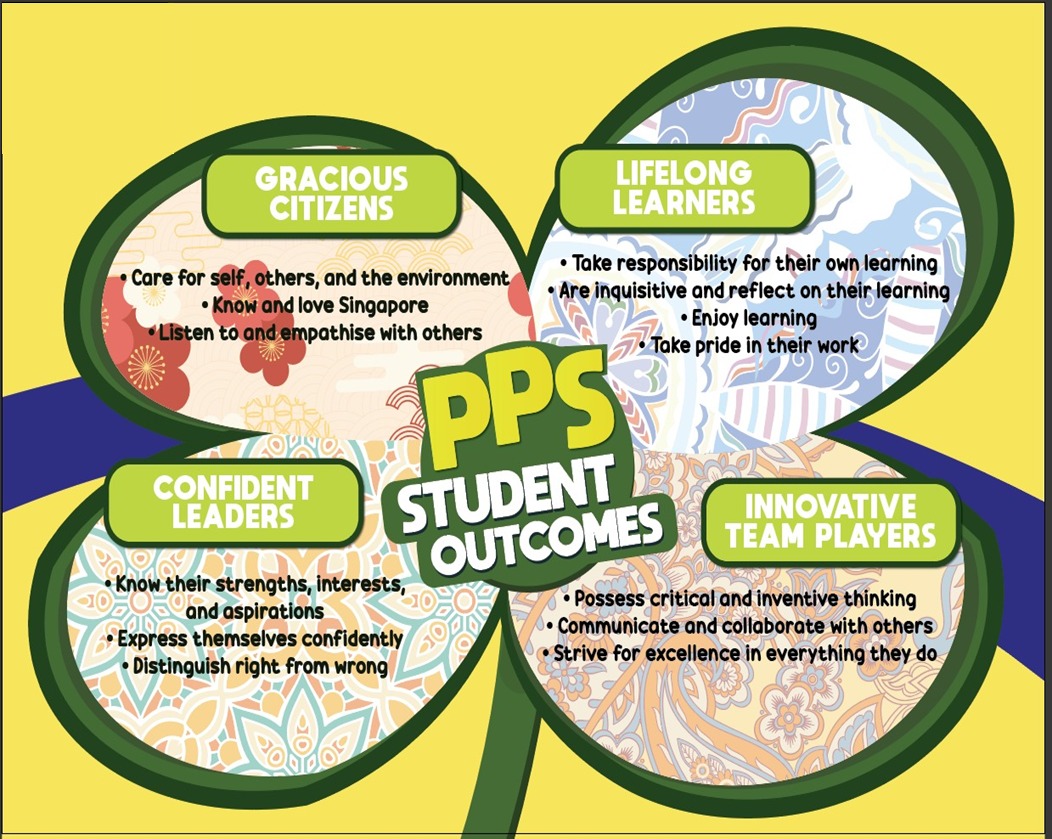 GRACIOUS
CITIZENS
• Care for self, others, and the environment
• Know and love Singapore
• Listen to and empathise with others
LIFELONG
LEARNERS
• Take responsibility for their own learning
• Are inquisitive and reflect on their learning
• Enjoy learning
• Take pride in their work
PPS
STUDENT
OUTCOMES
CONFIDENT
LEADERS
• Know their strengths, interests,
and aspirations
• Express themselves confidently
• Distinguish right from wrong
INNOVATIVE
TEAM PLAYERS
• Possess critical and inventive thinking
• Communicate and collaborate with others
• Strive for excellence in everything they do